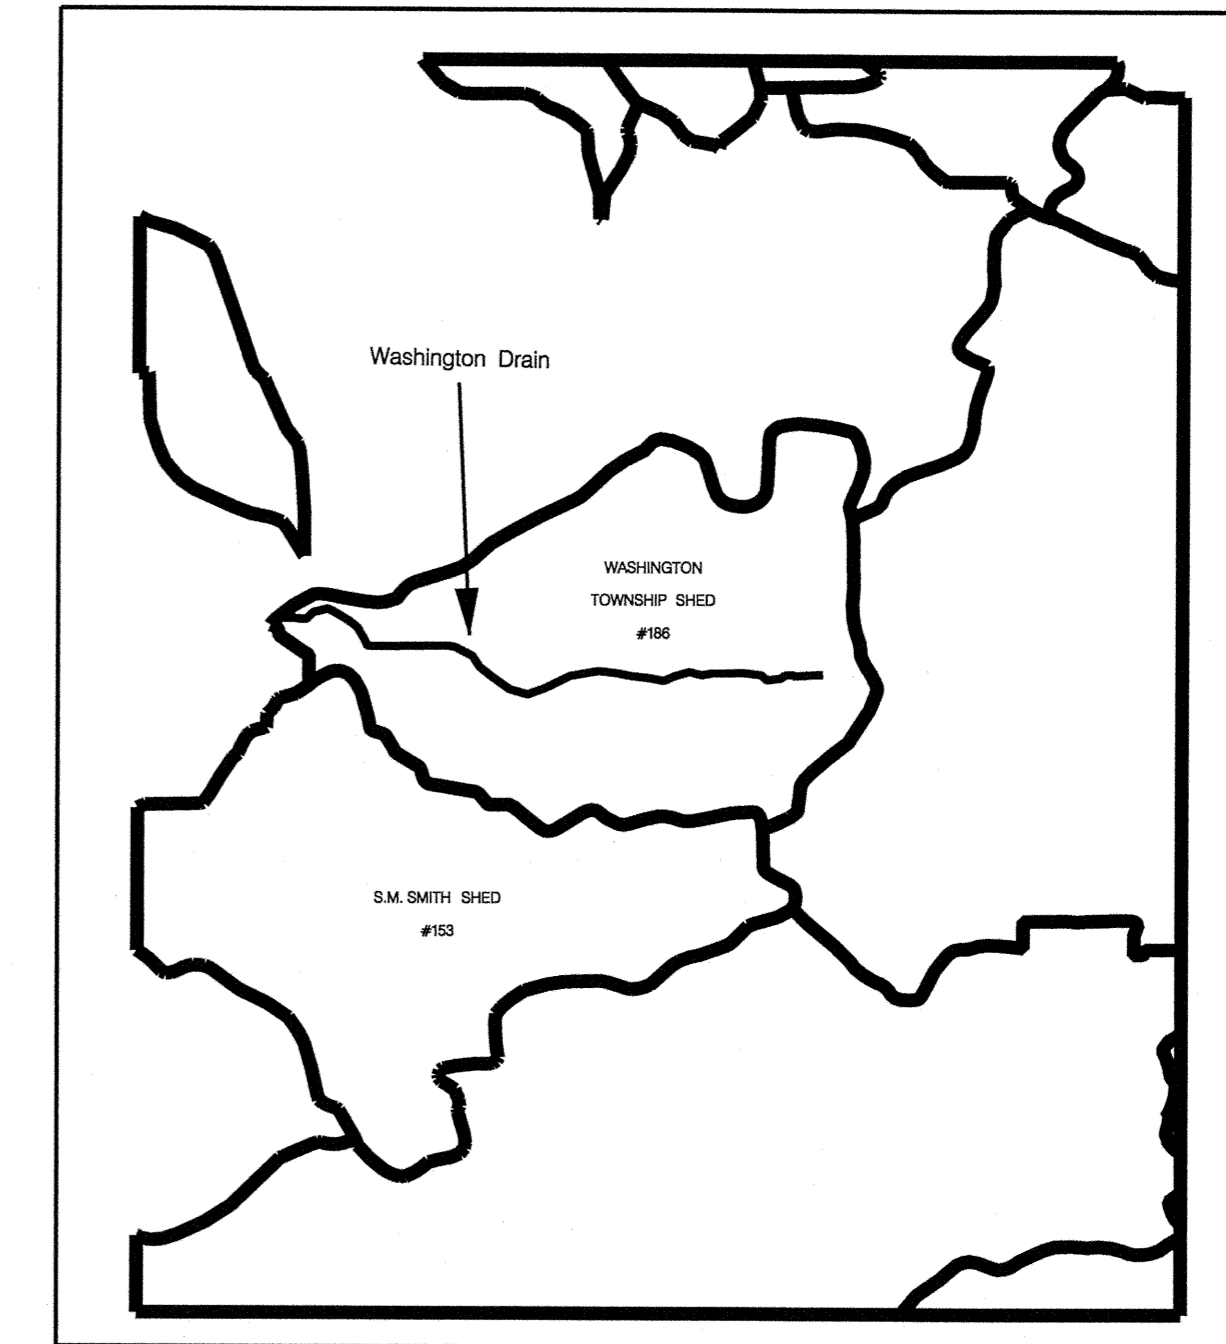 Washington Drain
WASHINGTON
TOWNSHIP SHED
#186
S.M. SMITH SHED
#153